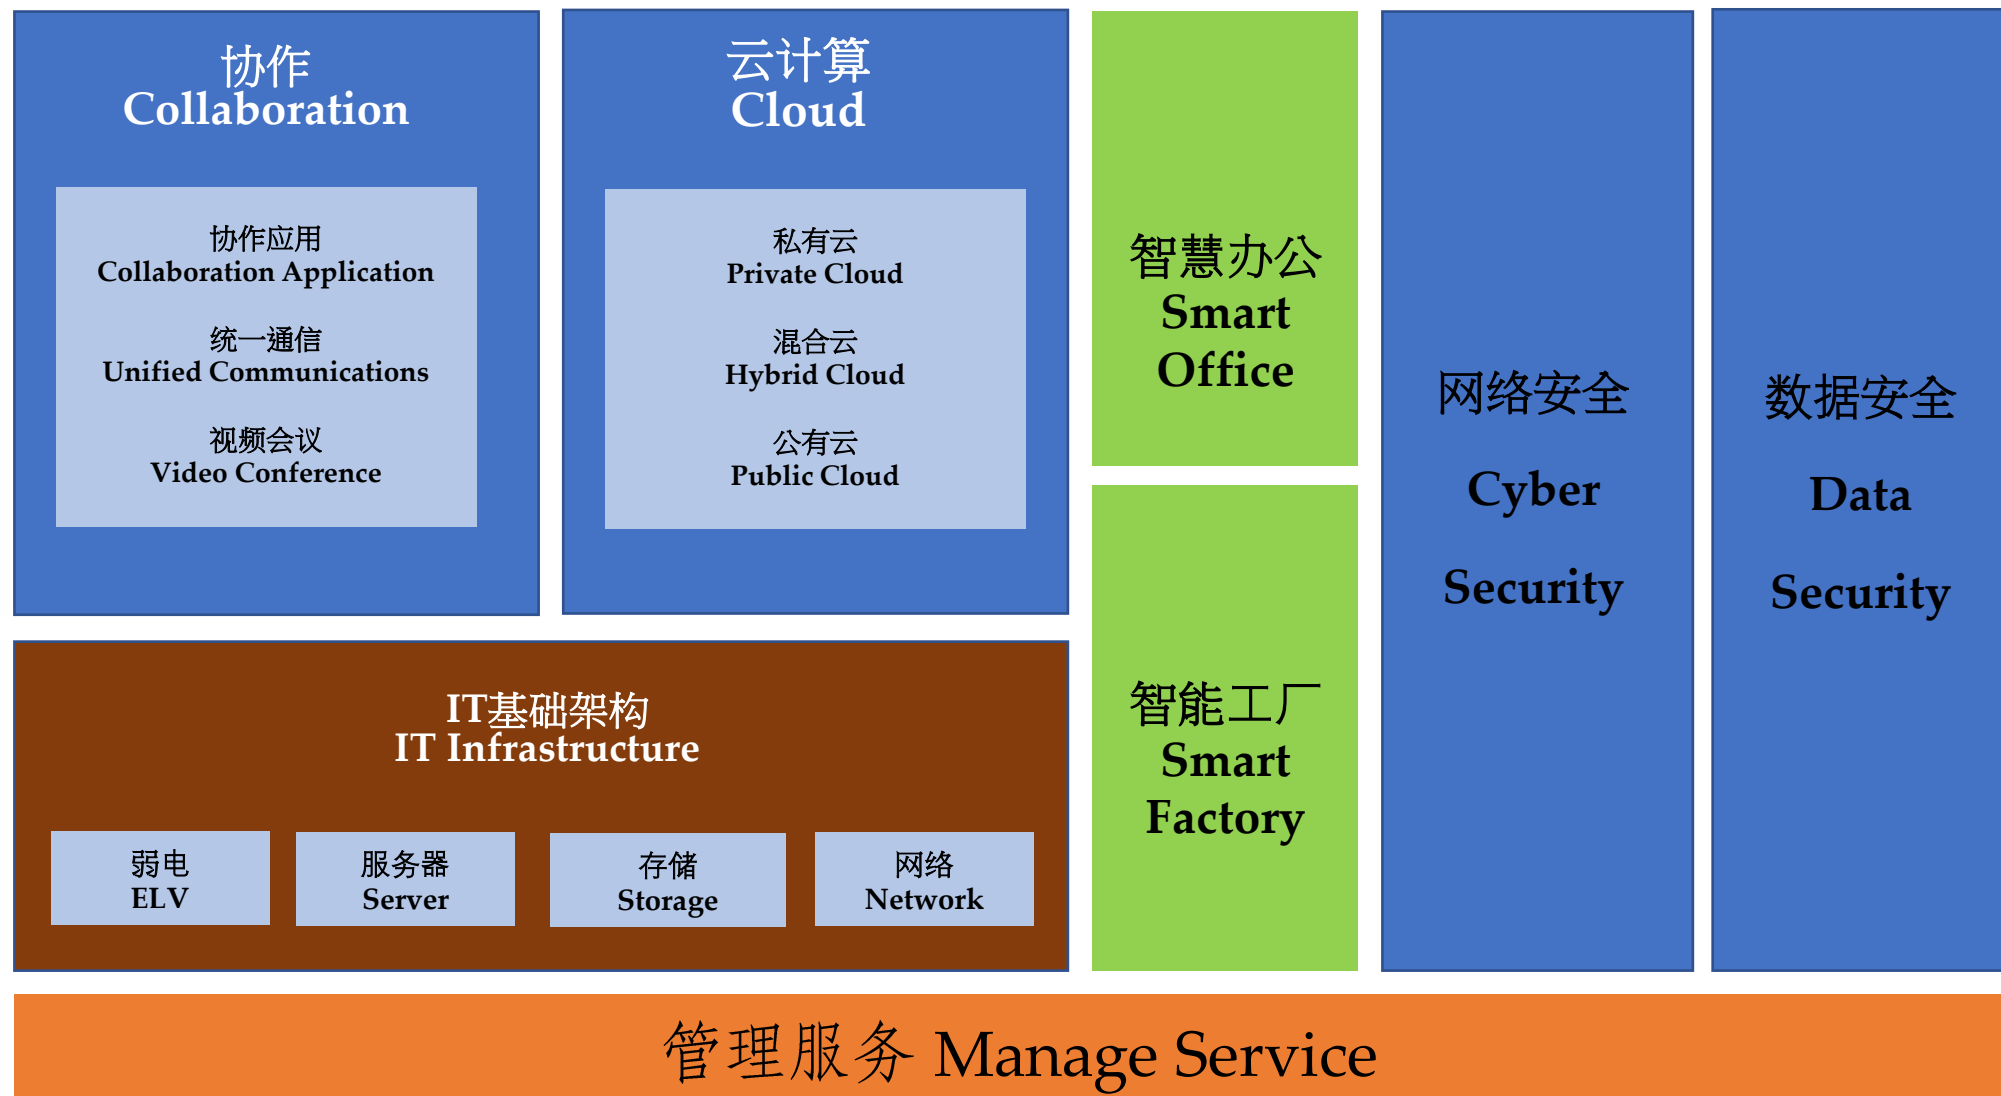 协作
Collaboration
协作应用
Collaboration Application
统一通信
Unified Communications
视频会议
Video Conference
云计算
Cloud
私有云
Private Cloud
混合云
Hybrid Cloud
公有云
Public Cloud
IT基础架构
IT Infrastructure
弱电
ELV
服务器
Server
存储
Storage
网络
Network
智慧办公
Smart
Office
智能工厂
Smart
Factory
网络安全
Cyber
Security
数据安全
Data
Security
管理服务 Manage Service